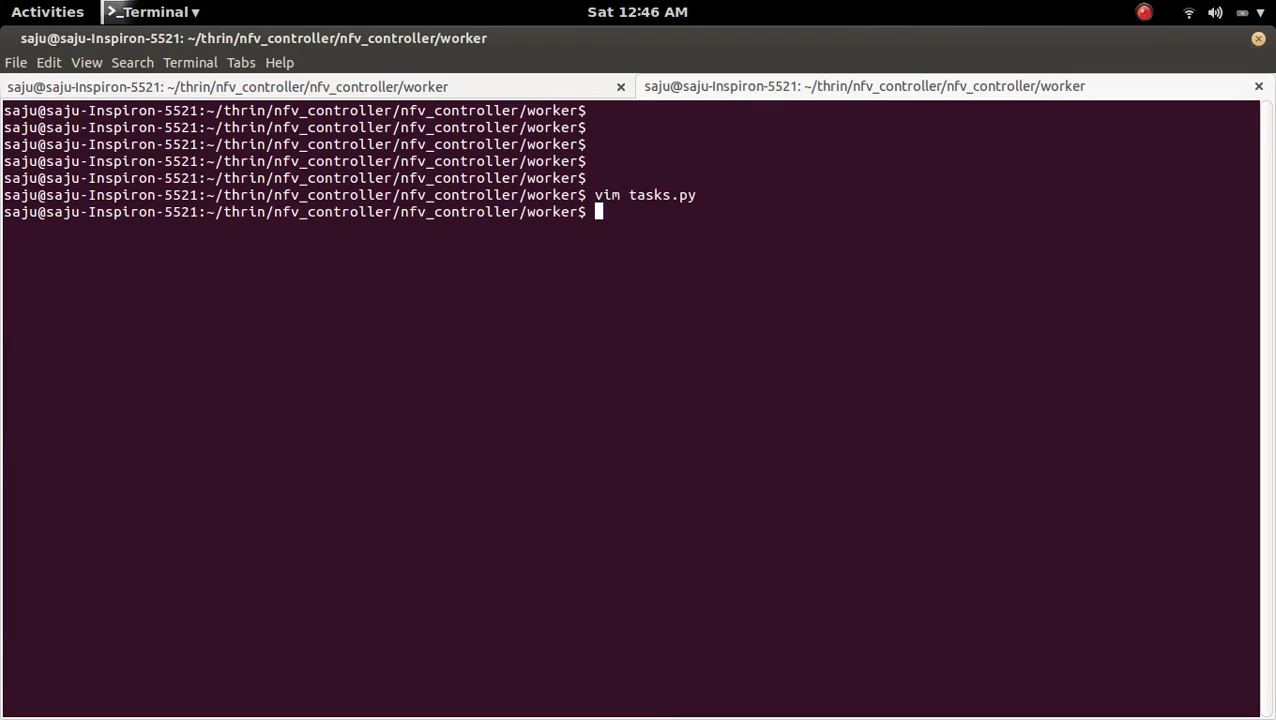 Activities >_Terminal ▾ Sat 12:46 AM ▾
saju@saju-Inspiron-5521: ~/thrin/nfv_controller/nfv_controller/worker
File Edit View Search Terminal Tabs Help
saju@saju-Inspiron-5521: ~/thrin/nfv_controller/nfv_controller/worker × saju@saju-Inspiron-5521: ~/thrin/nfv_controller/nfv_controller/worker ×
saju@saju-Inspiron-5521:~/thrin/nfv_controller/nfv_controller/worker$
saju@saju-Inspiron-5521:~/thrin/nfv_controller/nfv_controller/worker$
saju@saju-Inspiron-5521:~/thrin/nfv_controller/nfv_controller/worker$
saju@saju-Inspiron-5521:~/thrin/nfv_controller/nfv_controller/worker$
saju@saju-Inspiron-5521:~/thrin/nfv_controller/nfv_controller/worker$
saju@saju-Inspiron-5521:~/thrin/nfv_controller/nfv_controller/worker$ vim tasks.py
saju@saju-Inspiron-5521:~/thrin/nfv_controller/nfv_controller/worker$